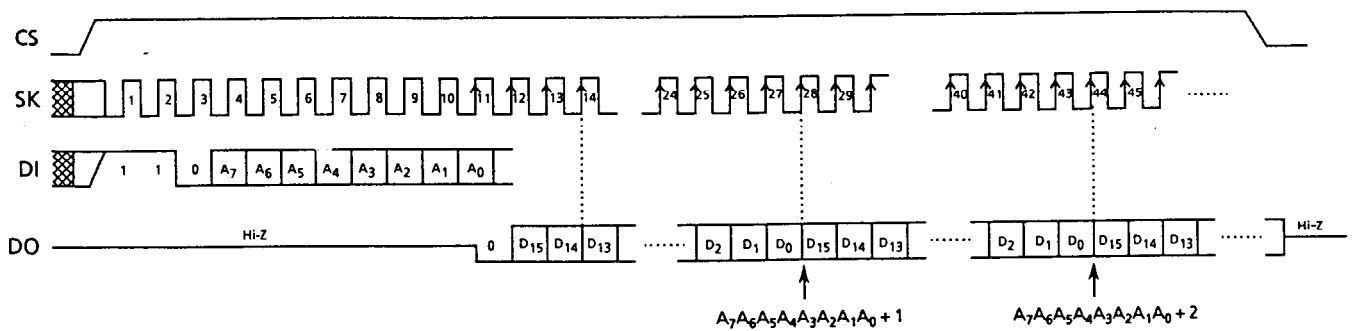 CS
SK 1 2 3 4 5 6 7 8 9 10 11 12 13 14 24 25 26 27 28 29 40 41 42 43 44 45
DI 1 1 0 A7 A6 A5 A4 A3 A2 A1 A0
DO Hi-Z 0 D15 D14 D13 D2 D1 D0 D15 D14 D13 D2 D1 D0 D15 D14 D13 Hi-Z
A7A6A5A4A3A2A1A0 + 1 A7A6A5A4A3A2A1A0 + 2